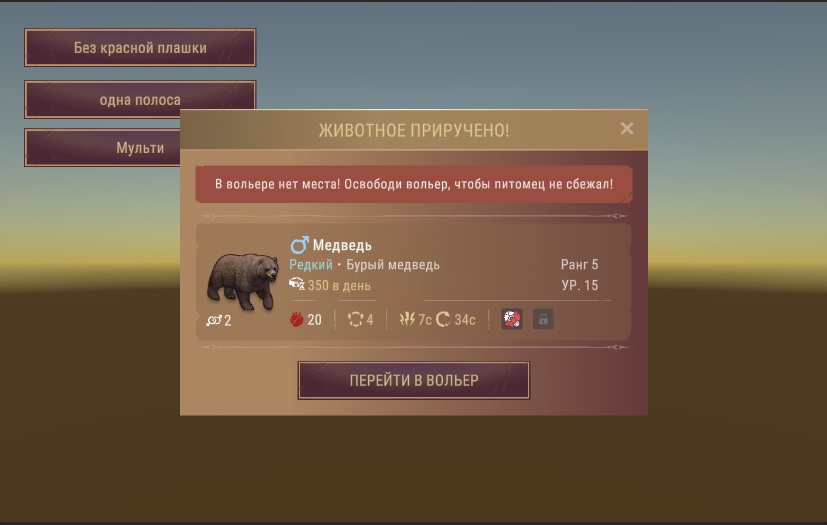 Без красной плашки
одна полоса
Мульти
ЖИВОТНОЕ ПРИРУЧЕНО!
В вольере нет места! Освободи вольер, чтобы питомец не сбежал!
Медведь
Редкий • Бурый медведь
Ранг 5
350 в день
УР. 15
2
20
4
7с
34с
ПЕРЕЙТИ В ВОЛЬЕР